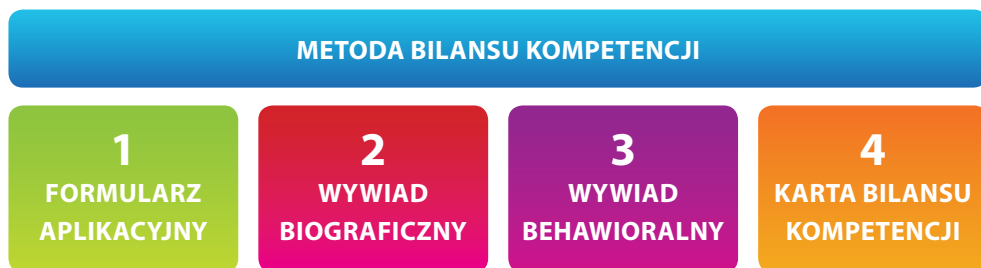 METODA BILANSU KOMPETENCJI
1
FORMULARZ
APLIKACYJNY
2
WYWIAD
BIOGRAFICZNY
3
WYWIAD
BEHAWIORALNY
4
KARTA BILANSU
KOMPETENCJI